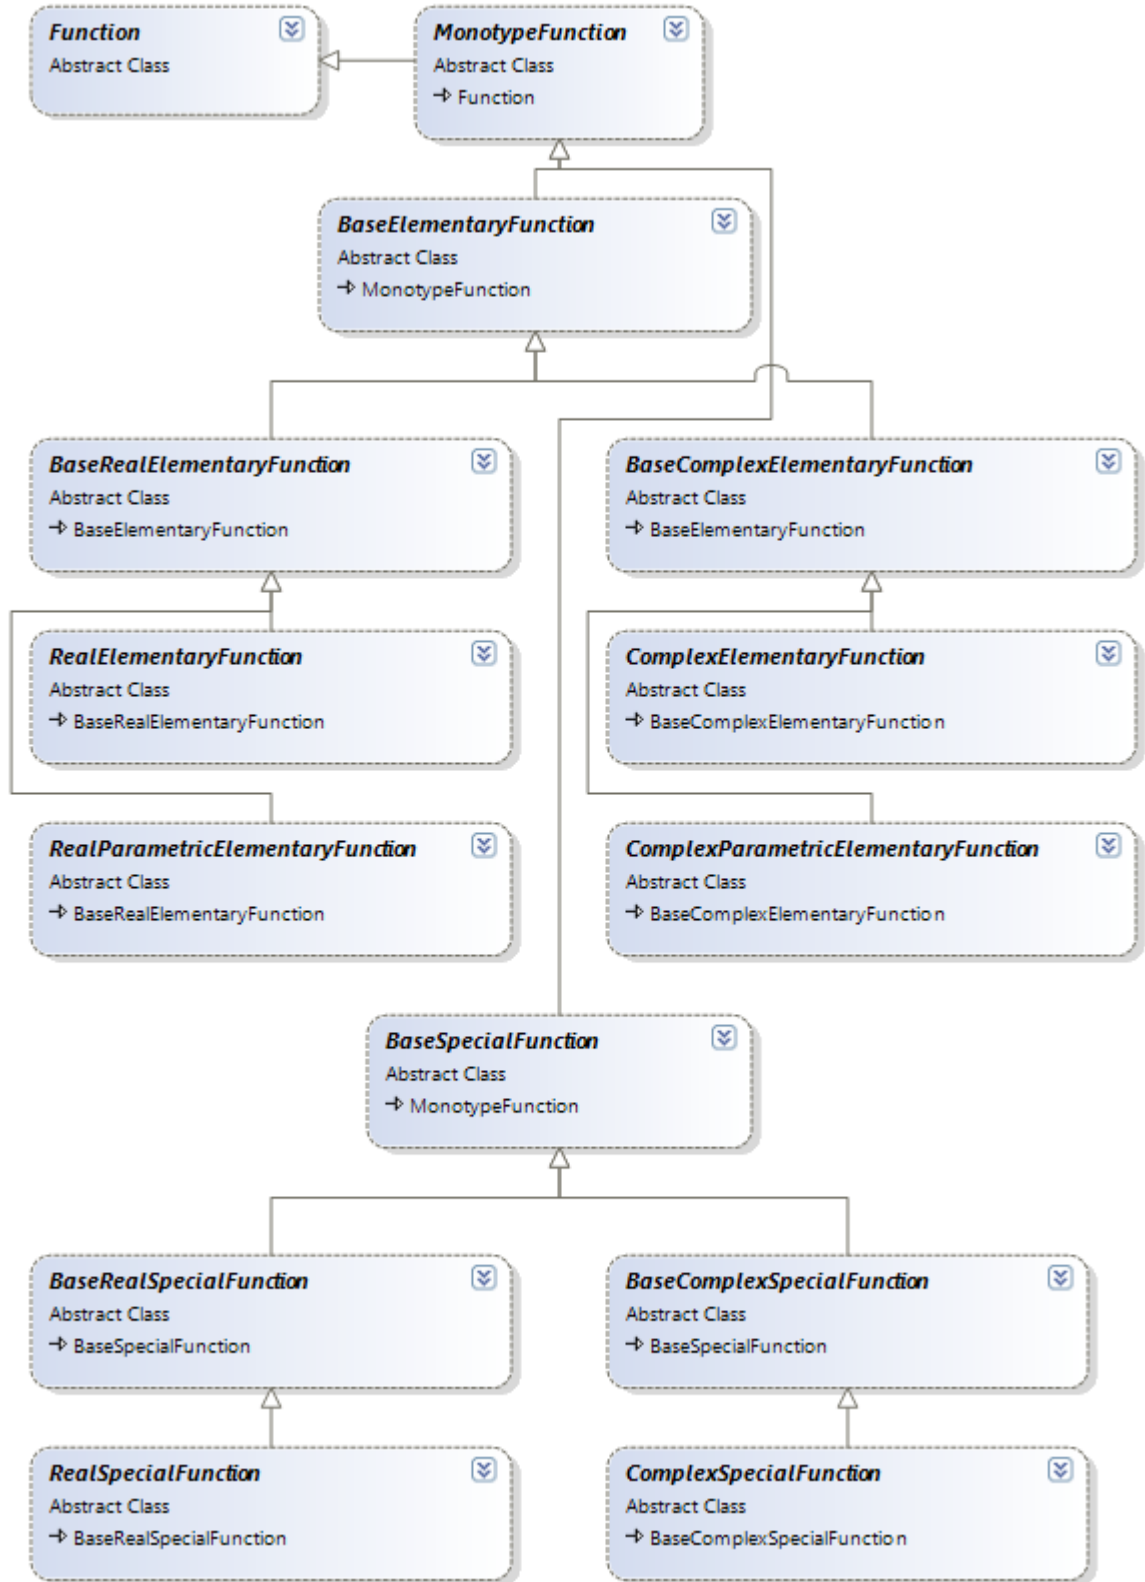 Function
Abstract Class
MonotypeFunction
Abstract Class
Function
BaseElementaryFunction
Abstract Class
MonotypeFunction
BaseRealElementaryFunction
Abstract Class
BaseElementaryFunction
BaseComplexElementaryFunction
Abstract Class
BaseElementaryFunction
RealElementaryFunction
Abstract Class
BaseRealElementaryFunction
ComplexElementaryFunction
Abstract Class
BaseComplexElementaryFunction
RealParametricElementaryFunction
Abstract Class
BaseRealElementaryFunction
ComplexParametricElementaryFunction
Abstract Class
BaseComplexElementaryFunction
BaseSpecialFunction
Abstract Class
MonotypeFunction
BaseRealSpecialFunction
Abstract Class
BaseSpecialFunction
BaseComplexSpecialFunction
Abstract Class
BaseSpecialFunction
RealSpecialFunction
Abstract Class
BaseRealSpecialFunction
ComplexSpecialFunction
Abstract Class
BaseComplexSpecialFunction